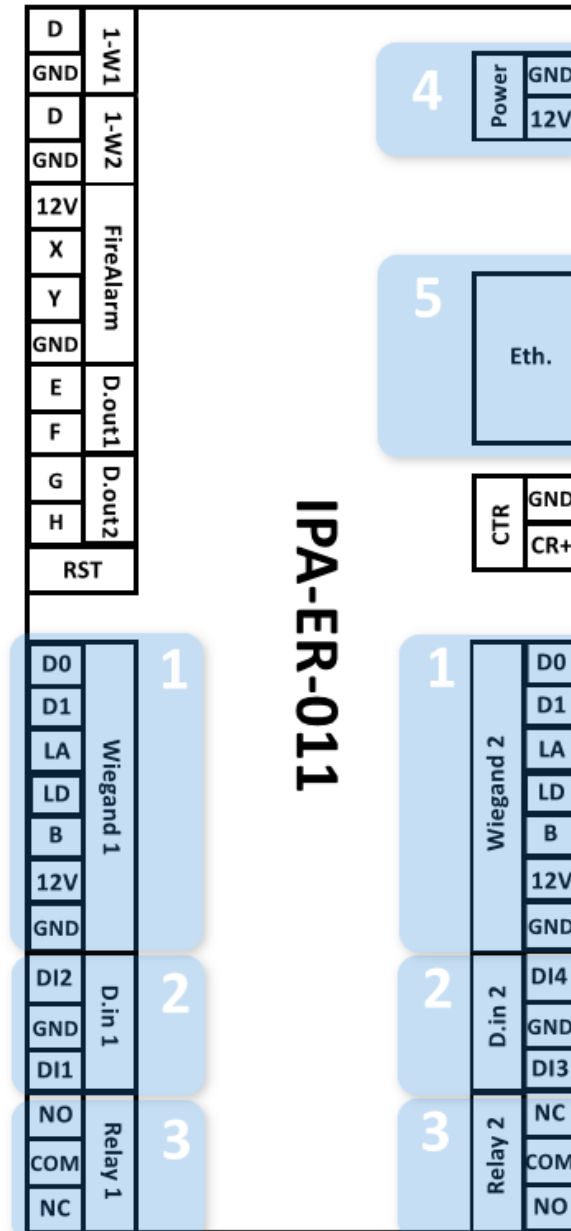 D
GND
1-W1
D
GND
1-W2
12V
X
Y
GND
FireAlarm
E
F
D.out1
G
H
D.out2
RST
D0
D1
LA
LD
B
12V
GND
Wiegand 1
1
DI2
GND
DI1
D.in 1
2
NO
COM
NC
Relay 1
3
IPA-ER-011
4
Power
GND
12V
5
Eth.
CTR
GND
CR+
1
Wiegand 2
D0
D1
LA
LD
B
12V
GND
2
D.in 2
DI4
GND
DI3
3
Relay 2
NC
COM
NO